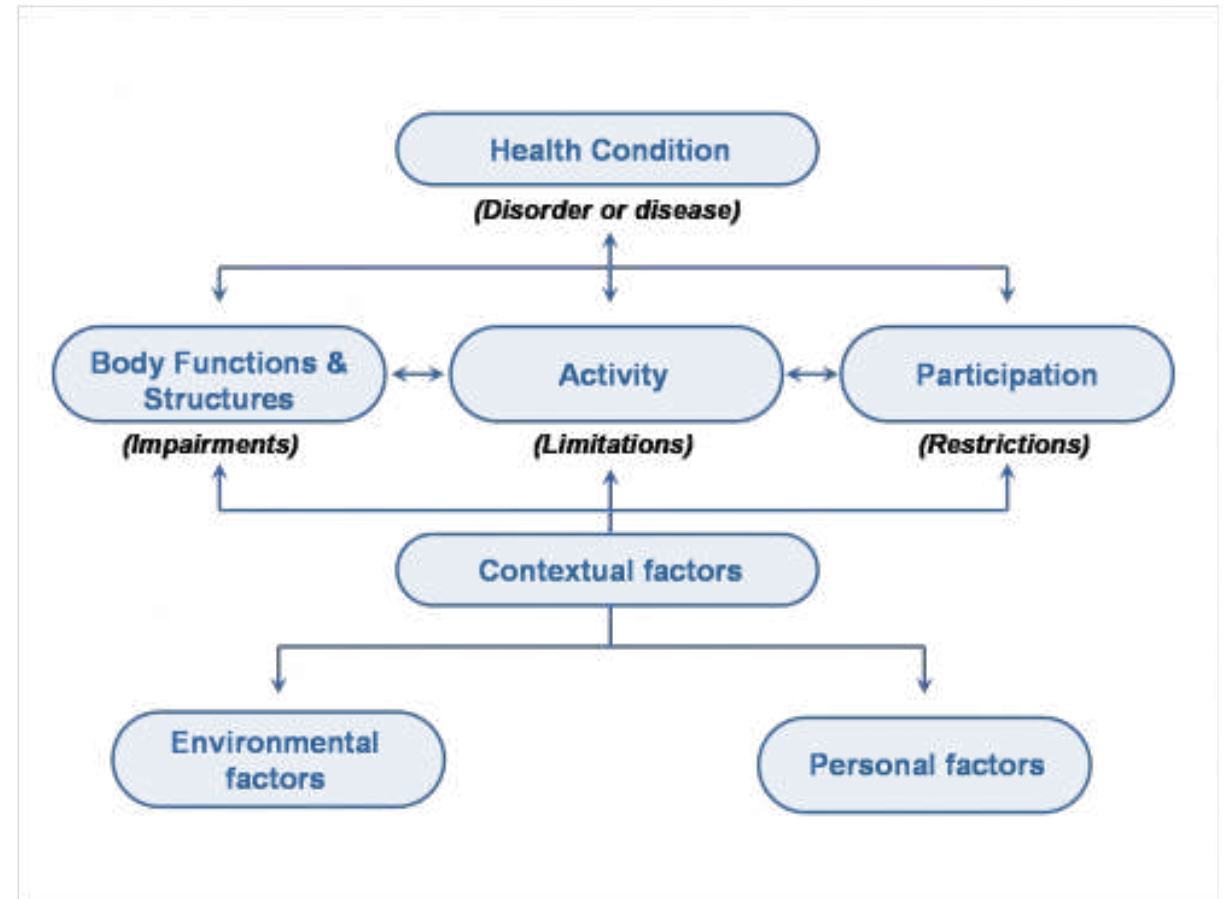 Health Condition
(Disorder or disease)
Body Functions &
Structures
Activity
Participation
(Impairments)
(Limitations)
(Restrictions)
Contextual factors
Environmental
factors
Personal factors